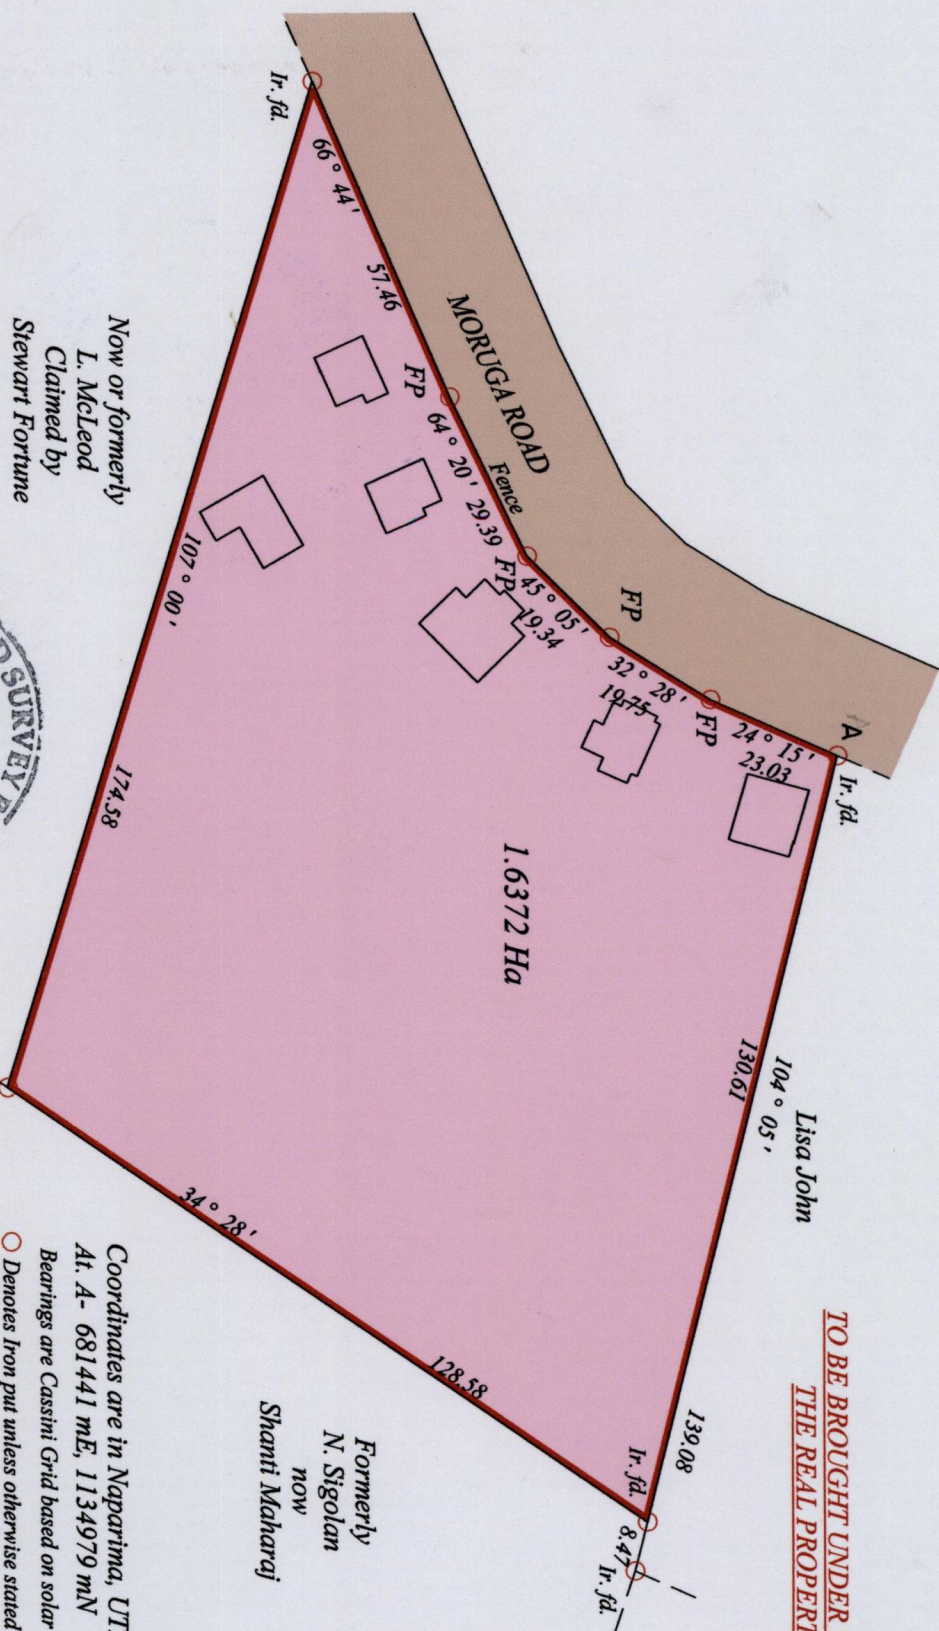 TO BE BROUGHT UNDER
THE REAL PROPERT
MORUGA ROAD
A
Ir. fd.
Lisa John
104° 05'
130.61
139.08
Ir. fd.
8.47
Ir. fd.
24° 15'
23.03
FP
32° 28'
19.75
FP
45° 05'
19.34
FP
Fence
64° 20'
29.39
FP
57.46
66° 44'
Ir. fd.
1.6372 Ha
107° 00'
174.58
34° 28'
128.58
Now or formerly
L. McLeod
Claimed by
Stewart Fortune
Formerly
N. Sigolan
now
Shanti Maharaj
D SURVEY
Coordinates are in Naparima, UT
At. A- 681441 mE, 1134979 mN
Bearings are Cassini Grid based on solar
Denotes Iron put unless otherwise stated